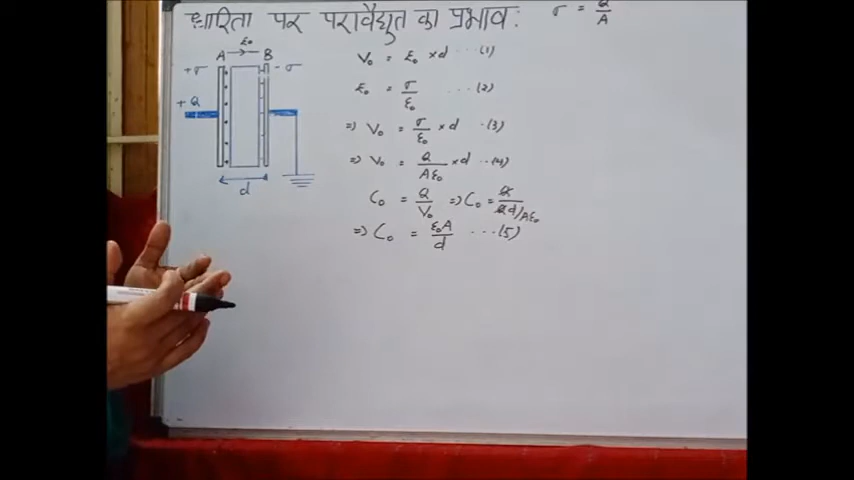 धारिता पर परावैद्युत का प्रभाव :
σ = Q/A
E₀
A B
+σ - σ
+ Q
d
V₀ = E₀ × d ...(1)
E₀ = σ/ε₀ ...(2)
=> V₀ = σ/ε₀ × d ..(3)
=> V₀ = Q/Aε₀ × d ..(4)
C₀ = Q/V₀ => C₀ = Q/Qd/Aε₀
=> C₀ = ε₀A/d ...(5)